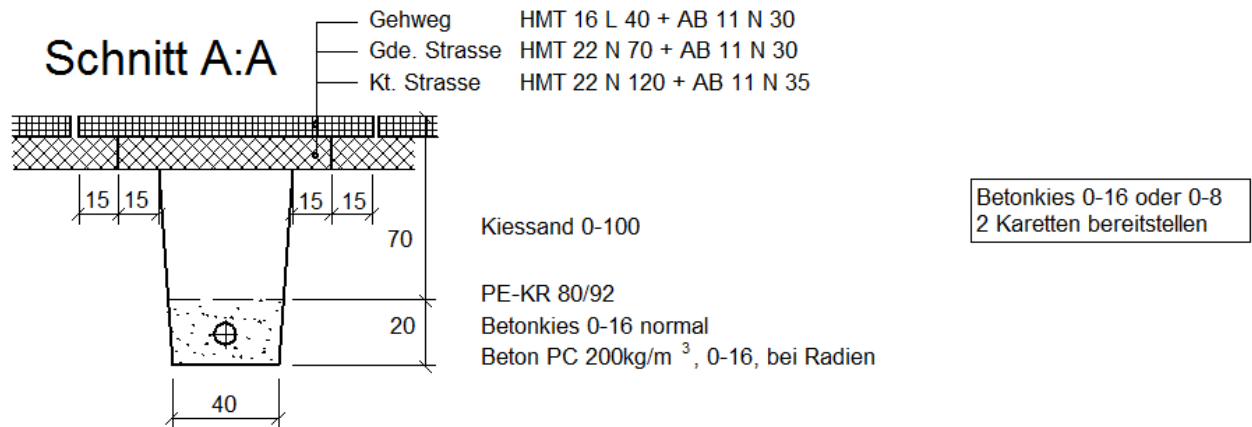 Schnitt A:A
Gehweg HMT 16 L 40 + AB 11 N 30
Gde. Strasse HMT 22 N 70 + AB 11 N 30
Kt. Strasse HMT 22 N 120 + AB 11 N 35
15 15 15 15
70
Kiessand 0-100
Betonkies 0-16 oder 0-8
2 Karetten bereitstellen
PE-KR 80/92
20
Betonkies 0-16 normal
Beton PC 200kg/m ³, 0-16, bei Radien
40